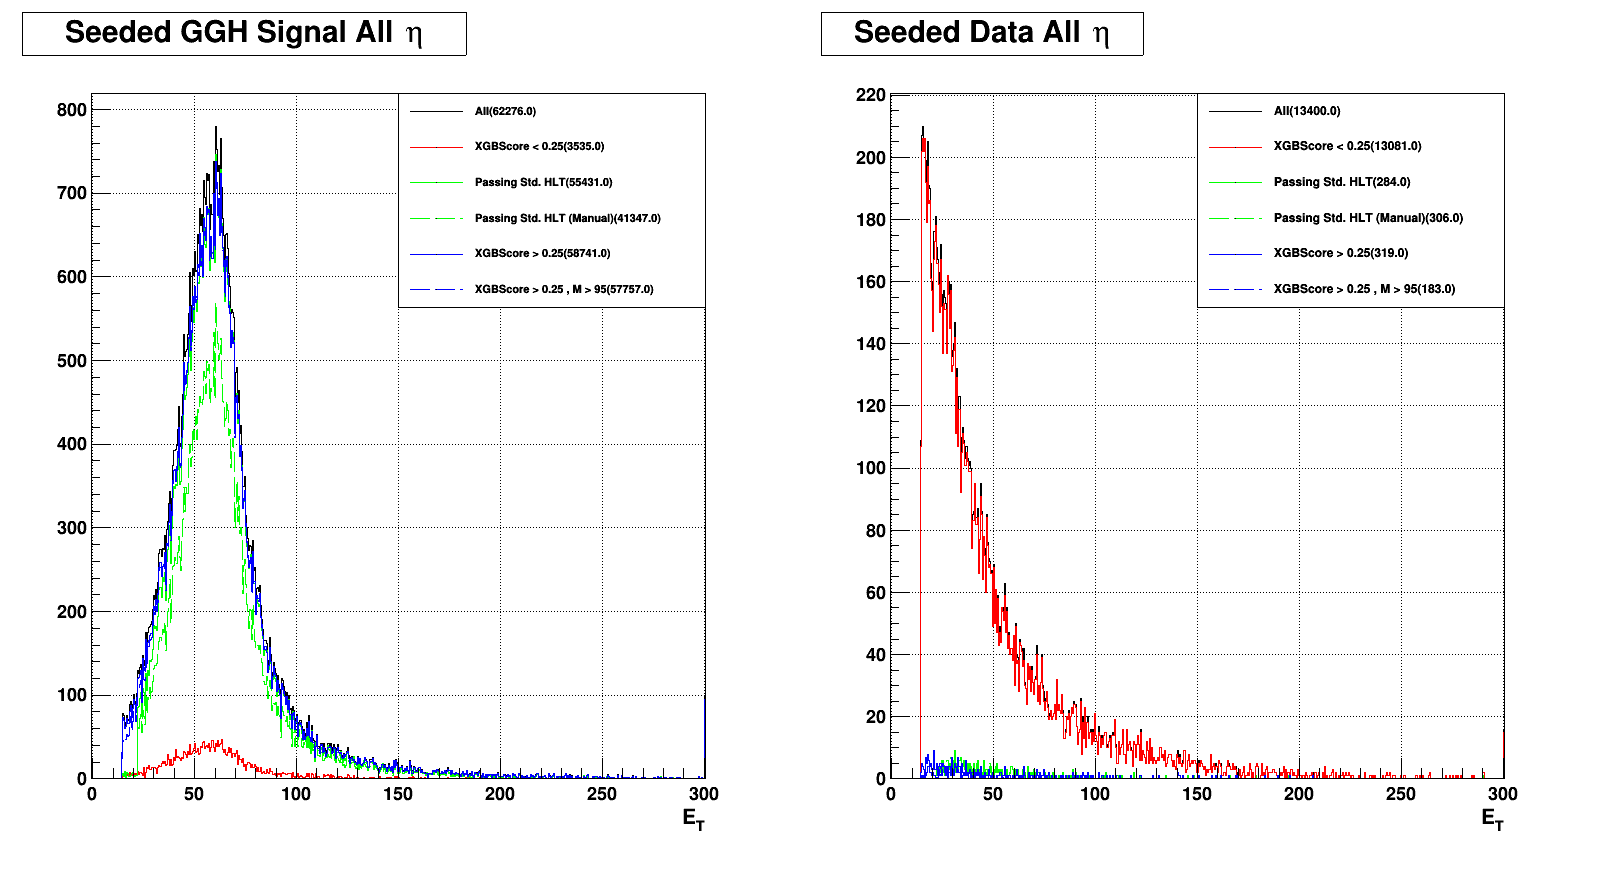 Seeded GGH Signal All η
800
700
600
500
400
300
200
100
0
0 50 100 150 200 250 300
E_T
All(62276.0)
XGBScore < 0.25(3535.0)
Passing Std. HLT(55431.0)
Passing Std. HLT (Manual)(41347.0)
XGBScore > 0.25(58741.0)
XGBScore > 0.25 , M > 95(57757.0)
Seeded Data All η
220
200
180
160
140
120
100
80
60
40
20
0
0 50 100 150 200 250 300
E_T
All(13400.0)
XGBScore < 0.25(13081.0)
Passing Std. HLT(284.0)
Passing Std. HLT (Manual)(306.0)
XGBScore > 0.25(319.0)
XGBScore > 0.25 , M > 95(183.0)